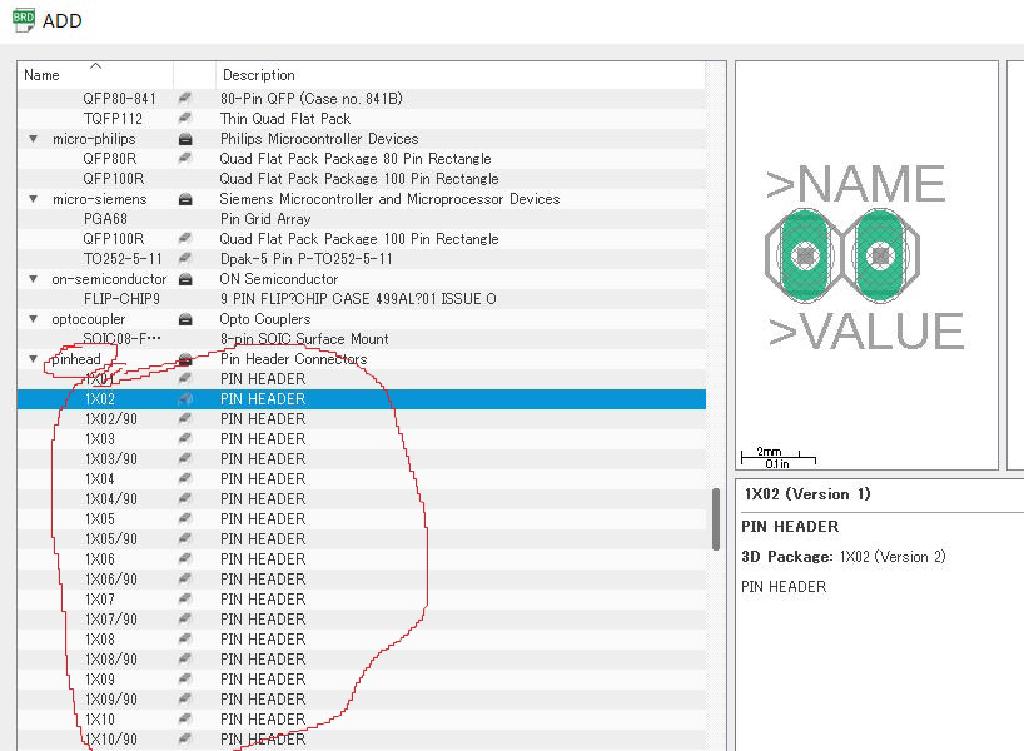 BRD ADD
Name Description
QFP80-841 80-Pin QFP (Case no. 841B)
TQFP112 Thin Quad Flat Pack
micro-philips Philips Microcontroller Devices
QFP80R Quad Flat Pack Package 80 Pin Rectangle
QFP100R Quad Flat Pack Package 100 Pin Rectangle
micro-siemens Siemens Microcontroller and Microprocessor Devices
PGA68 Pin Grid Array
QFP100R Quad Flat Pack Package 100 Pin Rectangle
TO252-5-11 Dpak-5 Pin P-TO252-5-11
on-semiconductor ON Semiconductor
FLIP-CHIP9 9 PIN FLIP?CHIP CASE 499AL?01 ISSUE O
optocoupler Opto Couplers
SOIC08-F… 8-pin SOIC Surface Mount
pinhead Pin Header Connectors
1X01 PIN HEADER
1X02 PIN HEADER
1X02/90 PIN HEADER
1X03 PIN HEADER
1X03/90 PIN HEADER
1X04 PIN HEADER
1X04/90 PIN HEADER
1X05 PIN HEADER
1X05/90 PIN HEADER
1X06 PIN HEADER
1X06/90 PIN HEADER
1X07 PIN HEADER
1X07/90 PIN HEADER
1X08 PIN HEADER
1X08/90 PIN HEADER
1X09 PIN HEADER
1X09/90 PIN HEADER
1X10 PIN HEADER
1X10/90 PIN HEADER
>NAME
>VALUE
2mm
0.1in
1X02 (Version 1)
PIN HEADER
3D Package: 1X02 (Version 2)
PIN HEADER